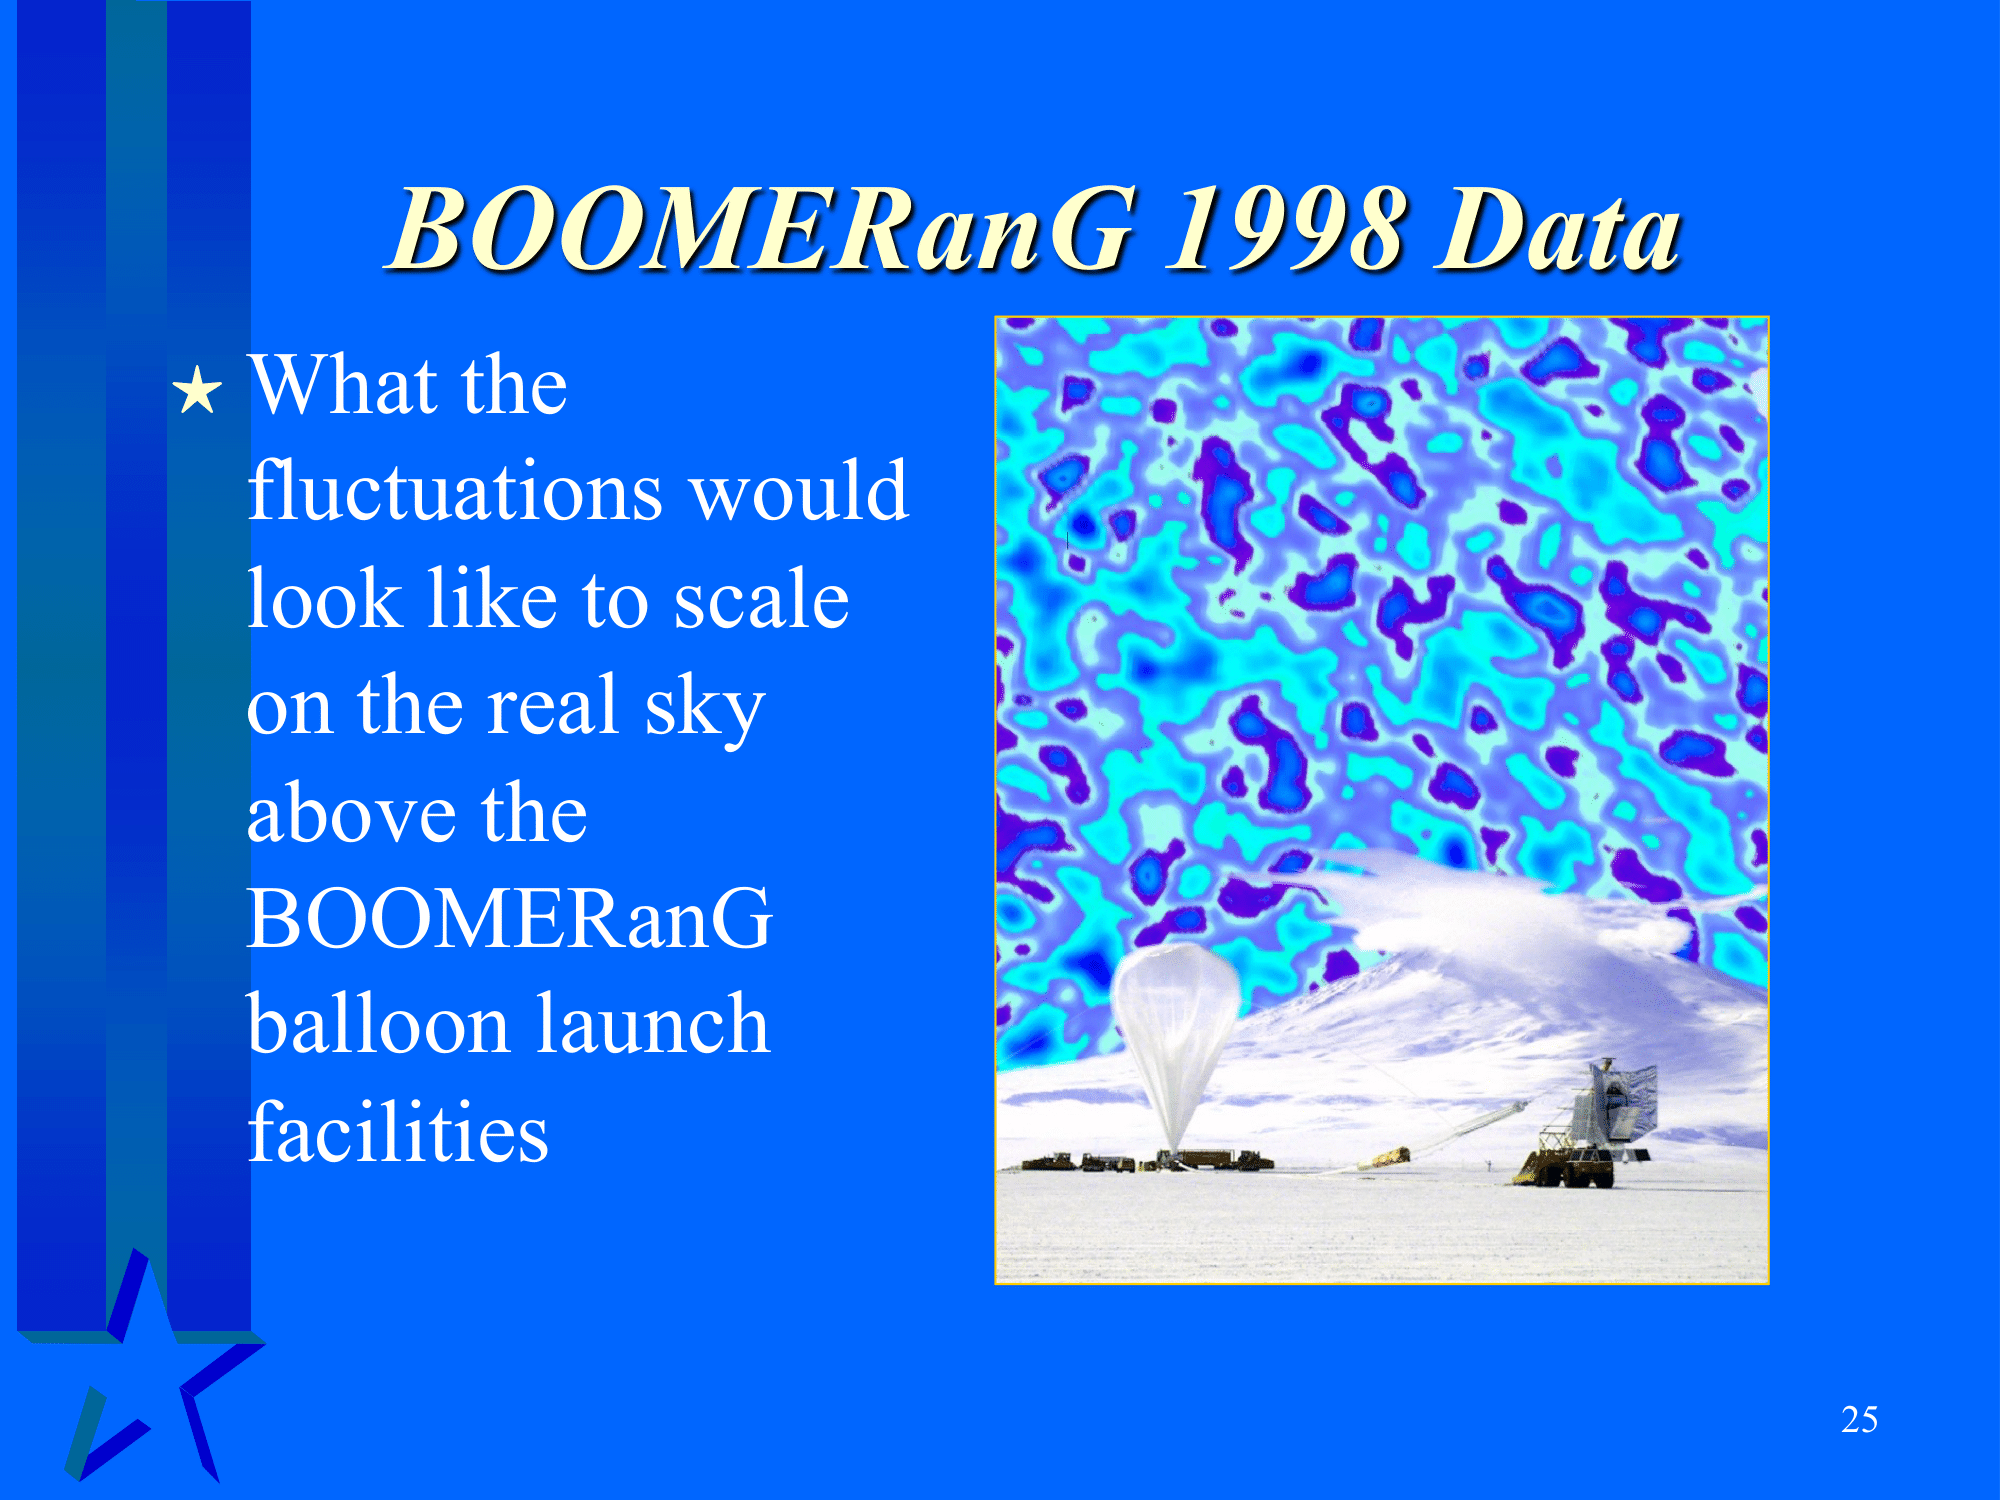 BOOMERanG 1998 Data
What the
fluctuations would
look like to scale
on the real sky
above the
BOOMERanG
balloon launch
facilities
25